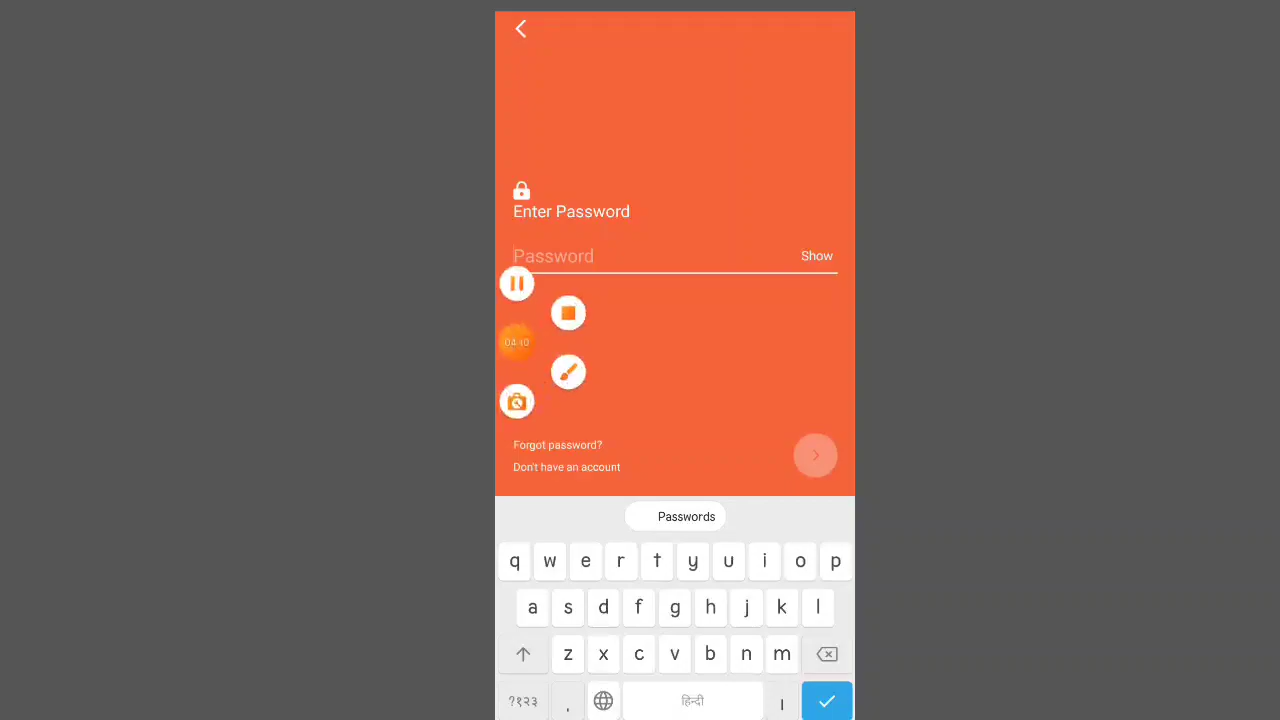 Enter Password
Password Show
04:10
Forgot password?
Don't have an account
Passwords
q w e r t y u i o p
a s d f g h j k l
z x c v b n m
?१२३ , हिन्दी ।